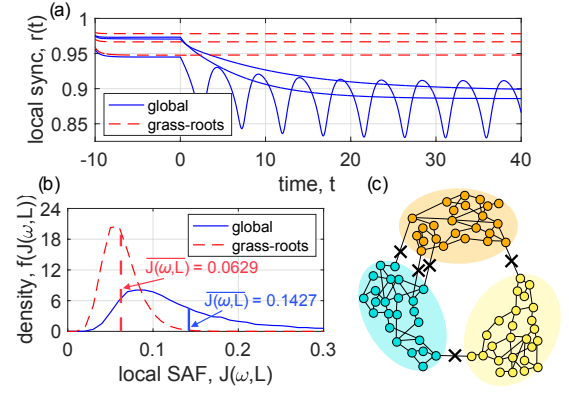 (a)
local sync, r(t)
1
0.95
0.9
0.85
global
grass-roots
-10
0
10
20
30
40
time, t
(b)
density, f(J(ω,L)}
24
18
12
6
0
global
grass-roots
J(ω,L) = 0.0629
J(ω,L) = 0.1427
0
0.1
0.2
0.3
local SAF, J(ω,L)
(c)